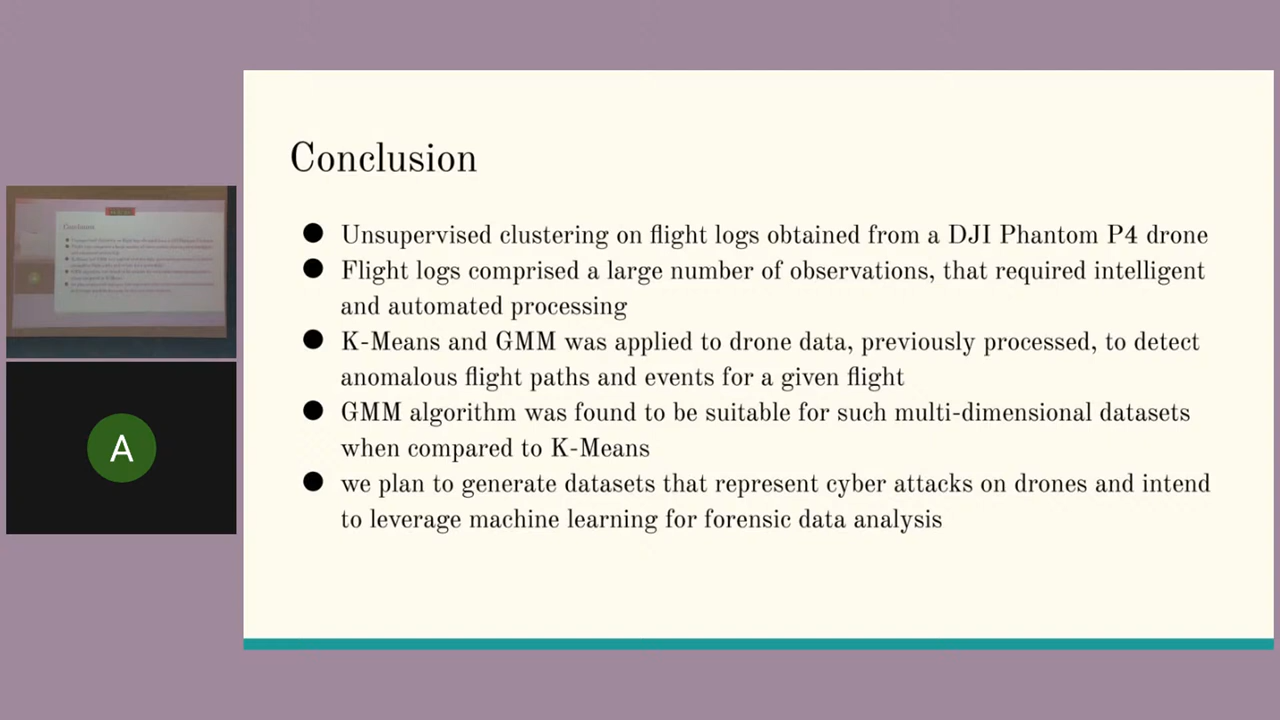 Conclusion
● Unsupervised clustering on flight logs obtained from a DJI Phantom P4 drone
● Flight logs comprised a large number of observations, that required intelligent
and automated processing
● K-Means and GMM was applied to drone data, previously processed, to detect
anomalous flight paths and events for a given flight
● GMM algorithm was found to be suitable for such multi-dimensional datasets
when compared to K-Means
● we plan to generate datasets that represent cyber attacks on drones and intend
to leverage machine learning for forensic data analysis
Conclusion
A